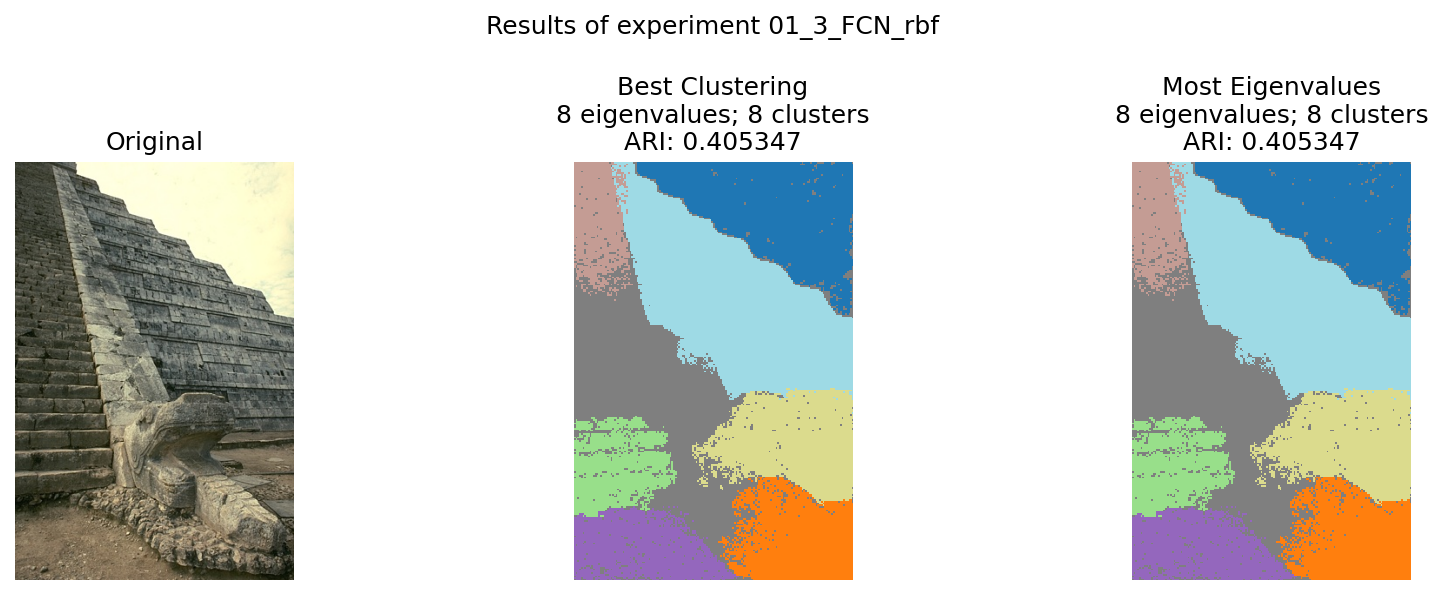 Results of experiment 01_3_FCN_rbf
Original
Best Clustering
8 eigenvalues; 8 clusters
ARI: 0.405347
Most Eigenvalues
8 eigenvalues; 8 clusters
ARI: 0.405347